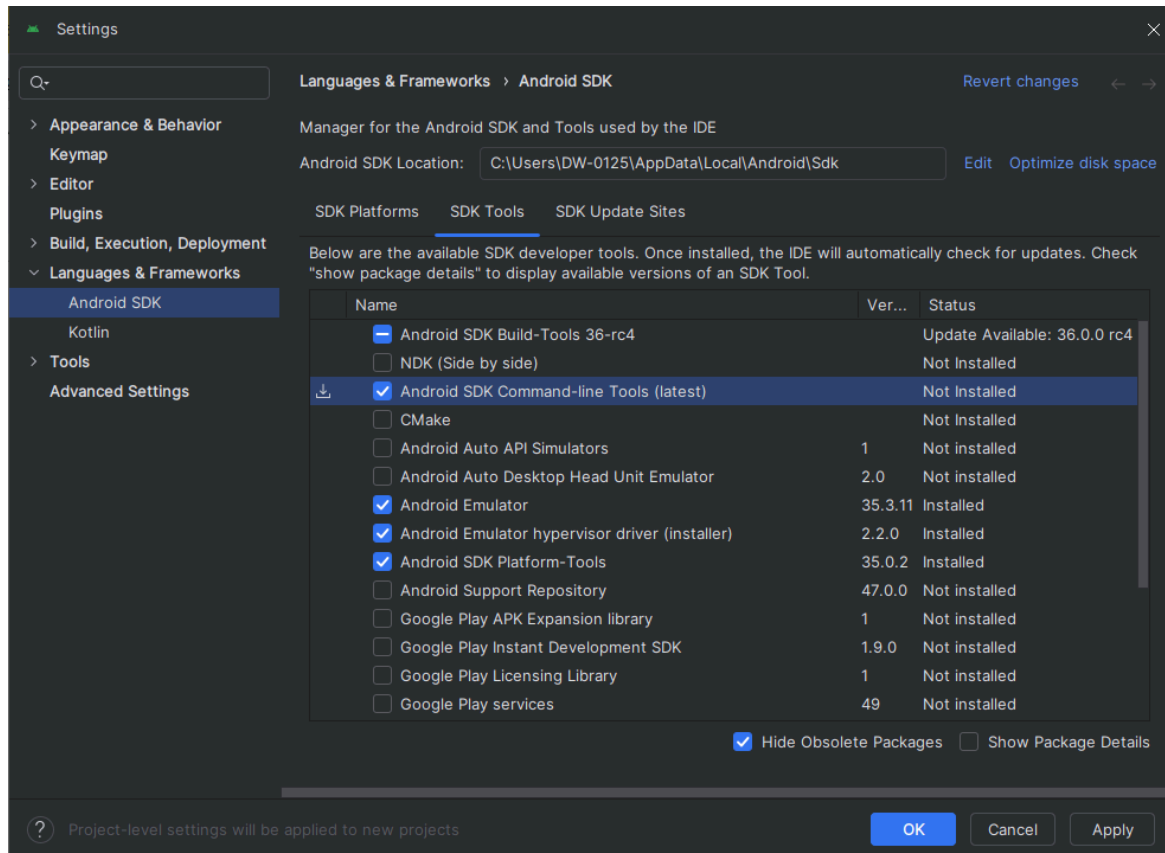 Settings
Languages & Frameworks › Android SDK
Revert changes
Appearance & Behavior
Keymap
Editor
Plugins
Build, Execution, Deployment
Languages & Frameworks
Android SDK
Kotlin
Tools
Advanced Settings
Manager for the Android SDK and Tools used by the IDE
Android SDK Location: C:\Users\DW-0125\AppData\Local\Android\Sdk Edit Optimize disk space
SDK Platforms SDK Tools SDK Update Sites
Below are the available SDK developer tools. Once installed, the IDE will automatically check for updates. Check
"show package details" to display available versions of an SDK Tool.
Name Ver... Status
Android SDK Build-Tools 36-rc4 Update Available: 36.0.0 rc4
NDK (Side by side) Not Installed
Android SDK Command-line Tools (latest) Not Installed
CMake Not Installed
Android Auto API Simulators 1 Not installed
Android Auto Desktop Head Unit Emulator 2.0 Not installed
Android Emulator 35.3.11 Installed
Android Emulator hypervisor driver (installer) 2.2.0 Installed
Android SDK Platform-Tools 35.0.2 Installed
Android Support Repository 47.0.0 Not installed
Google Play APK Expansion library 1 Not installed
Google Play Instant Development SDK 1.9.0 Not installed
Google Play Licensing Library 1 Not installed
Google Play services 49 Not installed
Hide Obsolete Packages Show Package Details
? Project-level settings will be applied to new projects
OK Cancel Apply